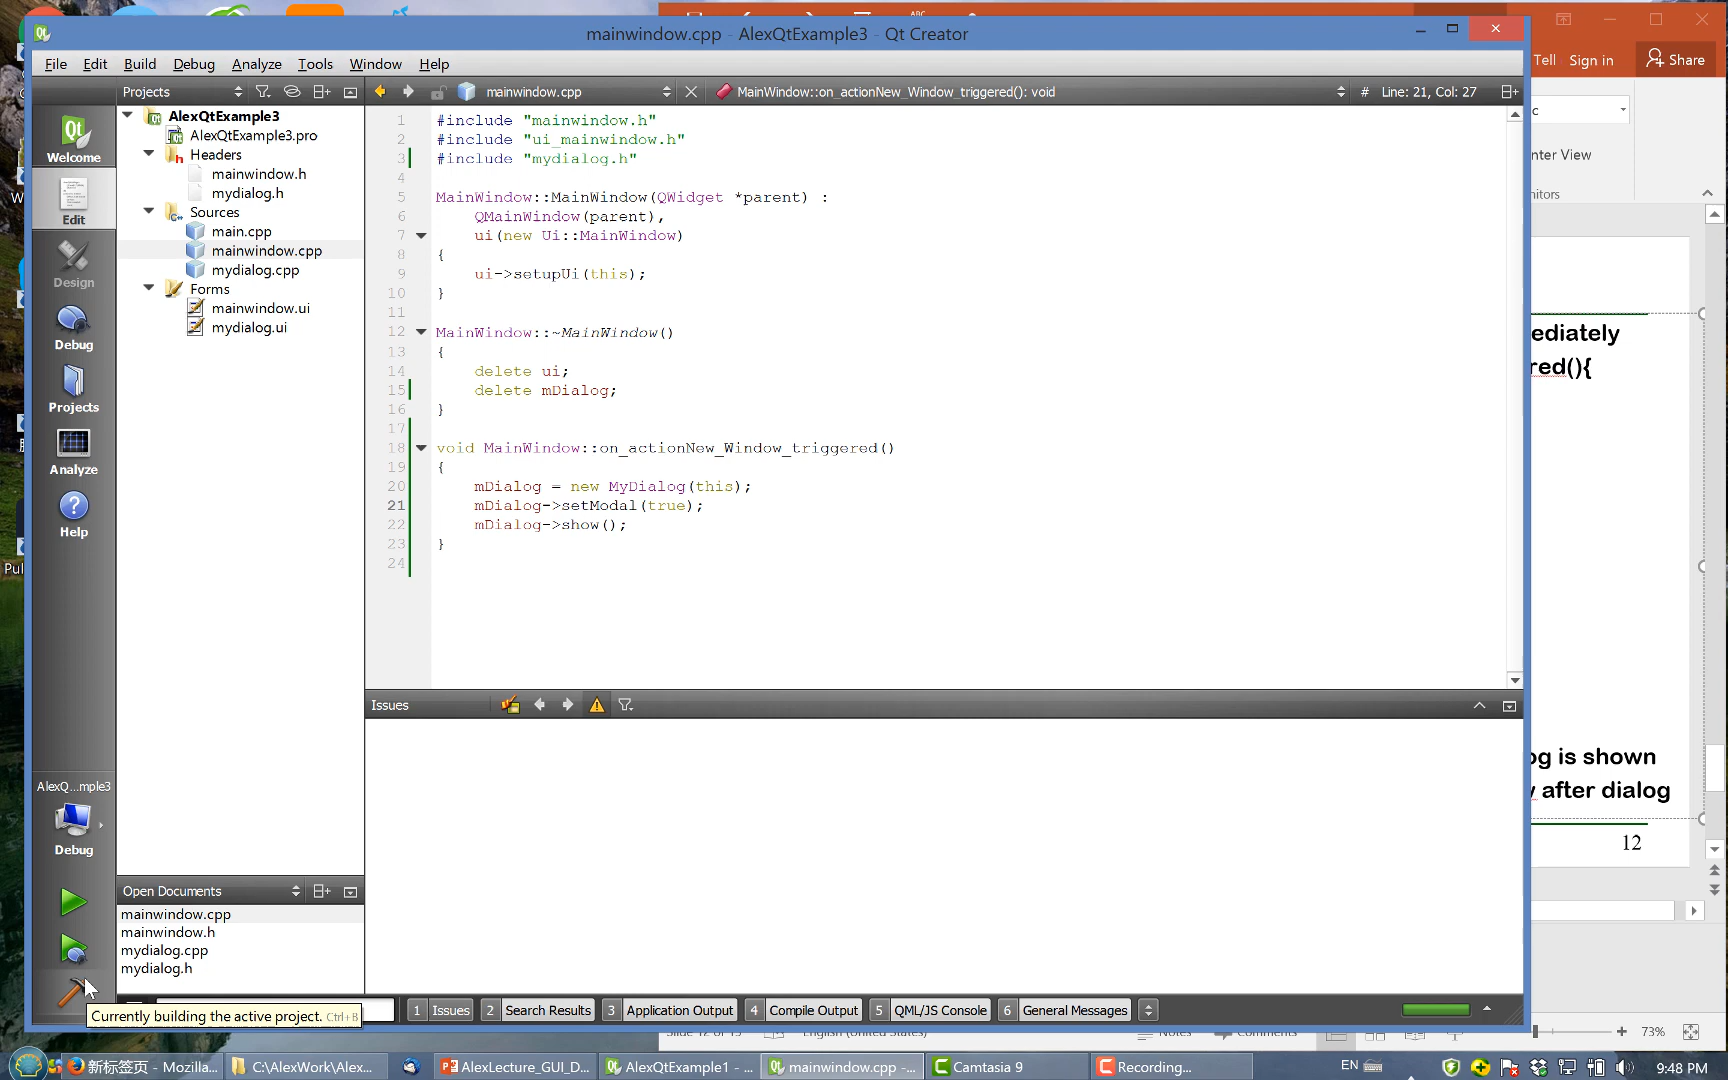 mainwindow.cpp - AlexQtExample3 - Qt Creator
File Edit Build Debug Analyze Tools Window Help
Projects
mainwindow.cpp
MainWindow::on_actionNew_Window_triggered(): void
# Line: 21, Col: 27
Welcome
Edit
Design
Debug
Projects
Analyze
Help
AlexQ...mple3
Debug
AlexQtExample3
AlexQtExample3.pro
Headers
mainwindow.h
mydialog.h
Sources
main.cpp
mainwindow.cpp
mydialog.cpp
Forms
mainwindow.ui
mydialog.ui
1 #include "mainwindow.h"
2 #include "ui_mainwindow.h"
3 #include "mydialog.h"
4
5 MainWindow::MainWindow(QWidget *parent) :
6 QMainWindow(parent),
7 ui(new Ui::MainWindow)
8 {
9 ui->setupUi(this);
10 }
11
12 MainWindow::~MainWindow()
13 {
14 delete ui;
15 delete mDialog;
16 }
17
18 void MainWindow::on_actionNew_Window_triggered()
19 {
20 mDialog = new MyDialog(this);
21 mDialog->setModal(true);
22 mDialog->show();
23 }
24
Issues
Open Documents
mainwindow.cpp
mainwindow.h
mydialog.cpp
mydialog.h
Currently building the active project. Ctrl+B
1 Issues 2 Search Results 3 Application Output 4 Compile Output 5 QML/JS Console 6 General Messages
Tell Sign in Share
c
nter View
nitors
ediately
red(){
og is shown
after dialog
12
73%
新标签页 - Mozilla...
C:\AlexWork\Alex...
AlexLecture_GUI_D...
AlexQtExample1 - ...
mainwindow.cpp -...
Camtasia 9
Recording...
EN
9:48 PM